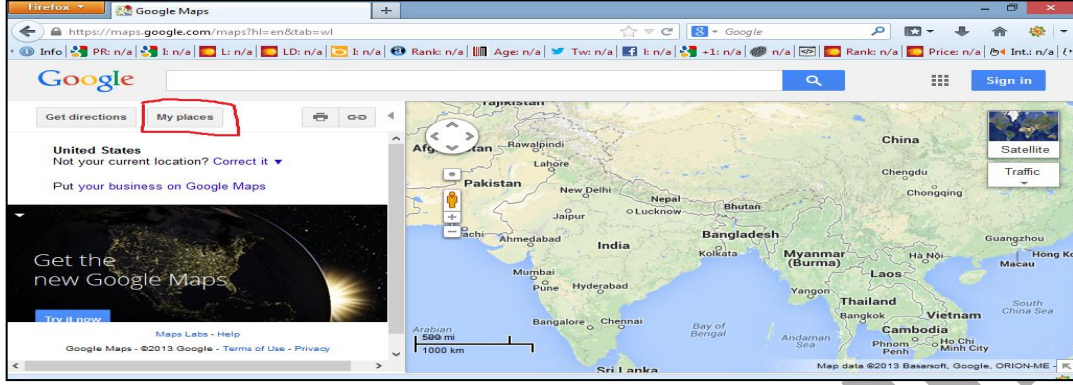 Firefox
Google Maps
https://maps.google.com/maps?hl=en&tab=wl
Google
Info PR: n/a I: n/a L: n/a LD: n/a I: n/a Rank: n/a Age: n/a Tw: n/a l: n/a +1: n/a n/a Rank: n/a Price: n/a Int.: n/a
Google
Sign in
Get directions
My places
United States
Not your current location? Correct it
Put your business on Google Maps
Get the
new Google Maps
Try it now
Maps Labs - Help
Google Maps - ©2013 Google - Terms of Use - Privacy
Tajikistan
Rawalpindi
Lahore
Pakistan
New Delhi
Nepal
Jaipur
Lucknow
Bhutan
Ahmedabad
India
Bangladesh
Kolkata
Myanmar
(Burma)
Mumbai
Pune
Hyderabad
Yangon
Bangalore
Chennai
Bay of
Bengal
Andaman
Sea
Arabian
500 mi
1000 km
Sri Lanka
China
Chengdu
Chongqing
Guangzhou
Hà Nội
Macau
Laos
Thailand
Bangkok
Vietnam
Cambodia
Phnom
Penh
Ho Chi
Minh City
South
China Sea
Satellite
Traffic
Map data ©2013 Basarsoft, Google, ORION-ME -